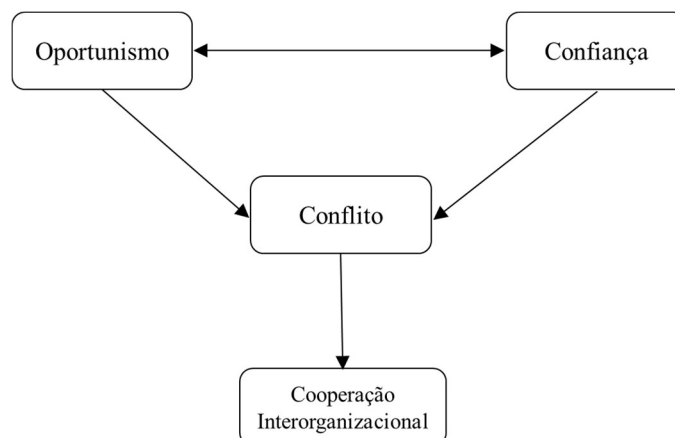 Oportunismo
Confiança
Conflito
Cooperação
Interorganizacional